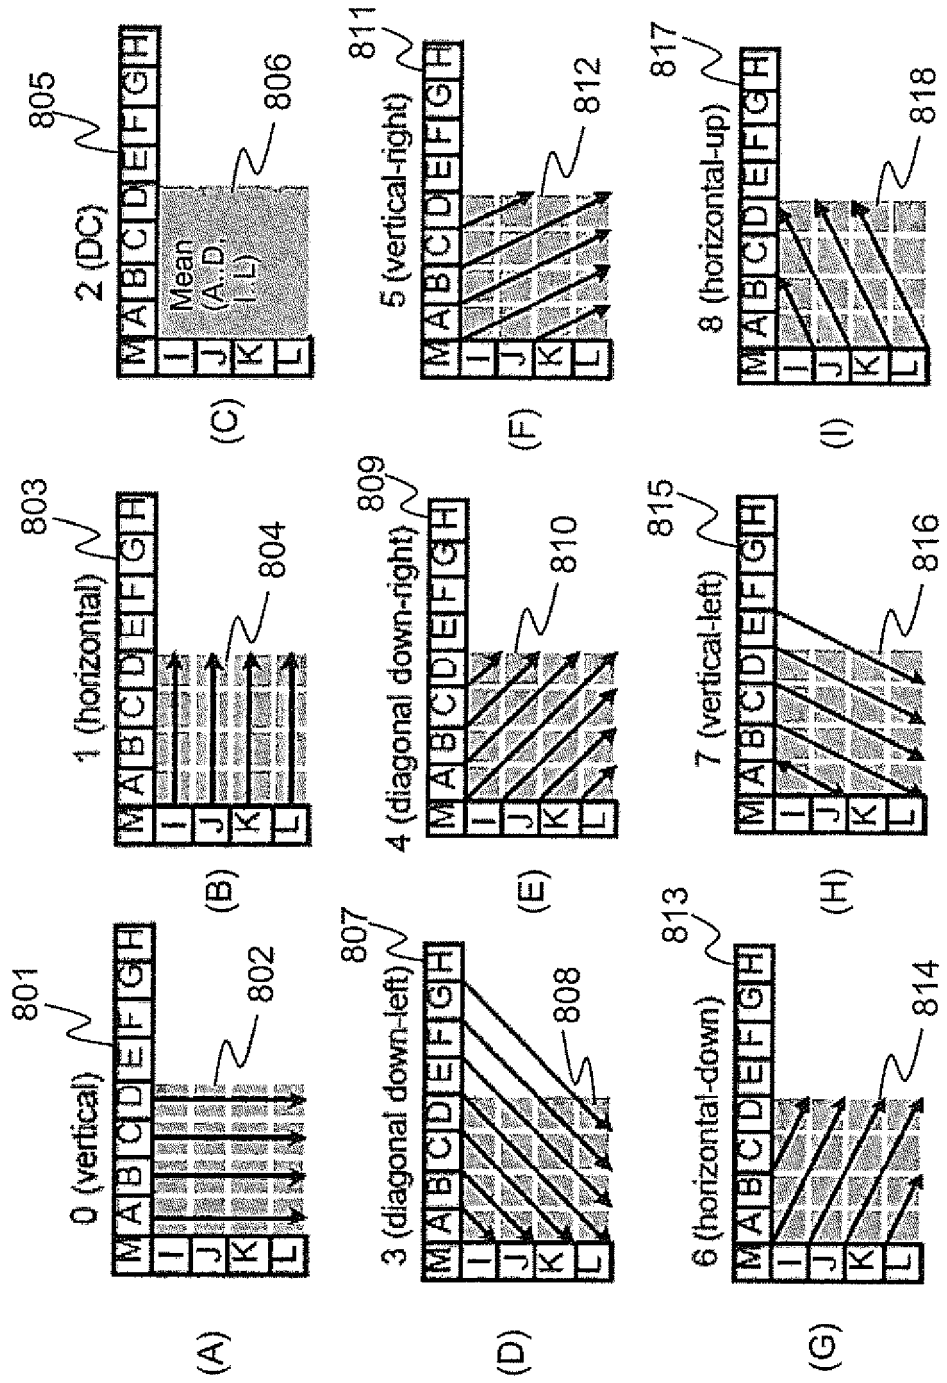 (A)
0 (vertical)
801
M A B C D E F G H
I
J
K
L
802
(B)
1 (horizontal)
803
M A B C D E F G H
I
J
K
L
804
(C)
2 (DC)
805
M A B C D E F G H
I
J
K
L
Mean
(A..D,
I..L)
806
(D)
3 (diagonal down-left)
807
M A B C D E F G H
I
J
K
L
808
(E)
4 (diagonal down-right)
809
M A B C D E F G H
I
J
K
L
810
(F)
5 (vertical-right)
811
M A B C D E F G H
I
J
K
L
812
(G)
6 (horizontal-down)
813
M A B C D E F G H
I
J
K
L
814
(H)
7 (vertical-left)
815
M A B C D E F G H
I
J
K
L
816
(I)
8 (horizontal-up)
817
M A B C D E F G H
I
J
K
L
818